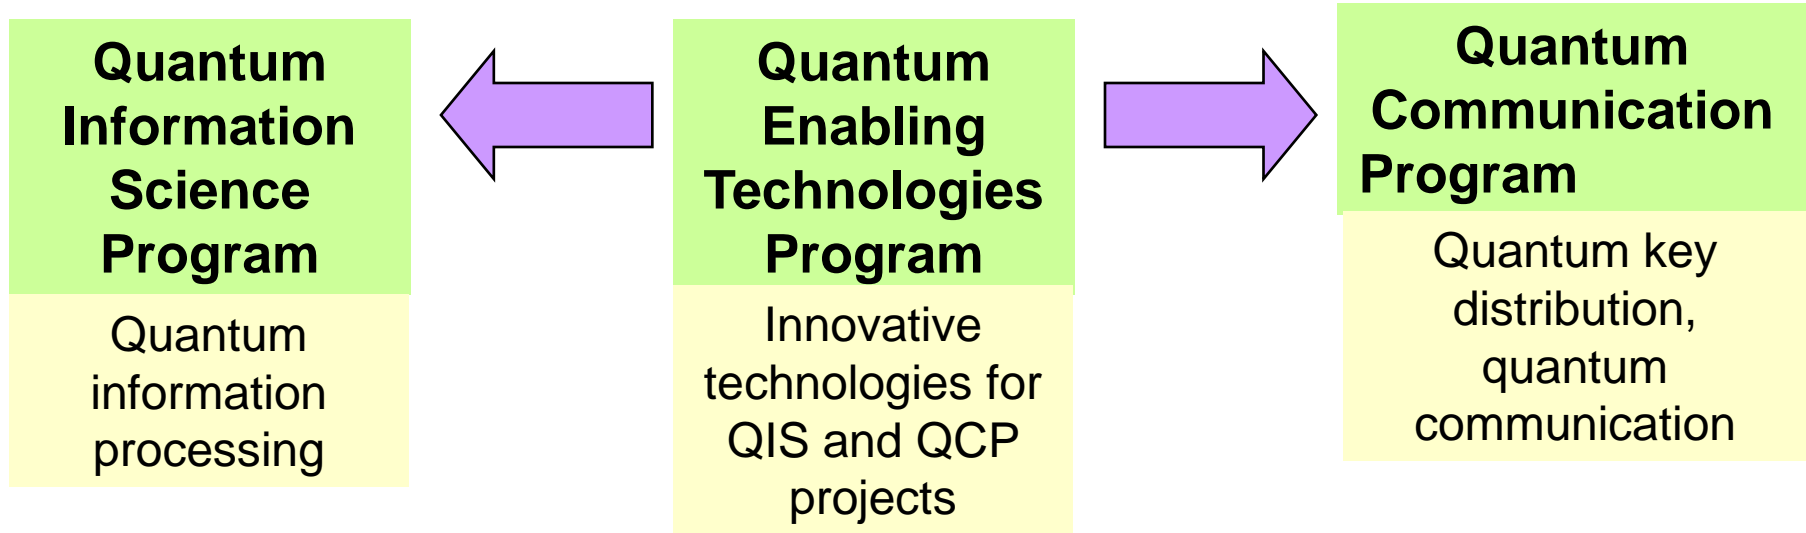 Quantum
Information
Science
Program
Quantum
information
processing
Quantum
Enabling
Technologies
Program
Innovative
technologies for
QIS and QCP
projects
Quantum
Communication
Program
Quantum key
distribution,
quantum
communication